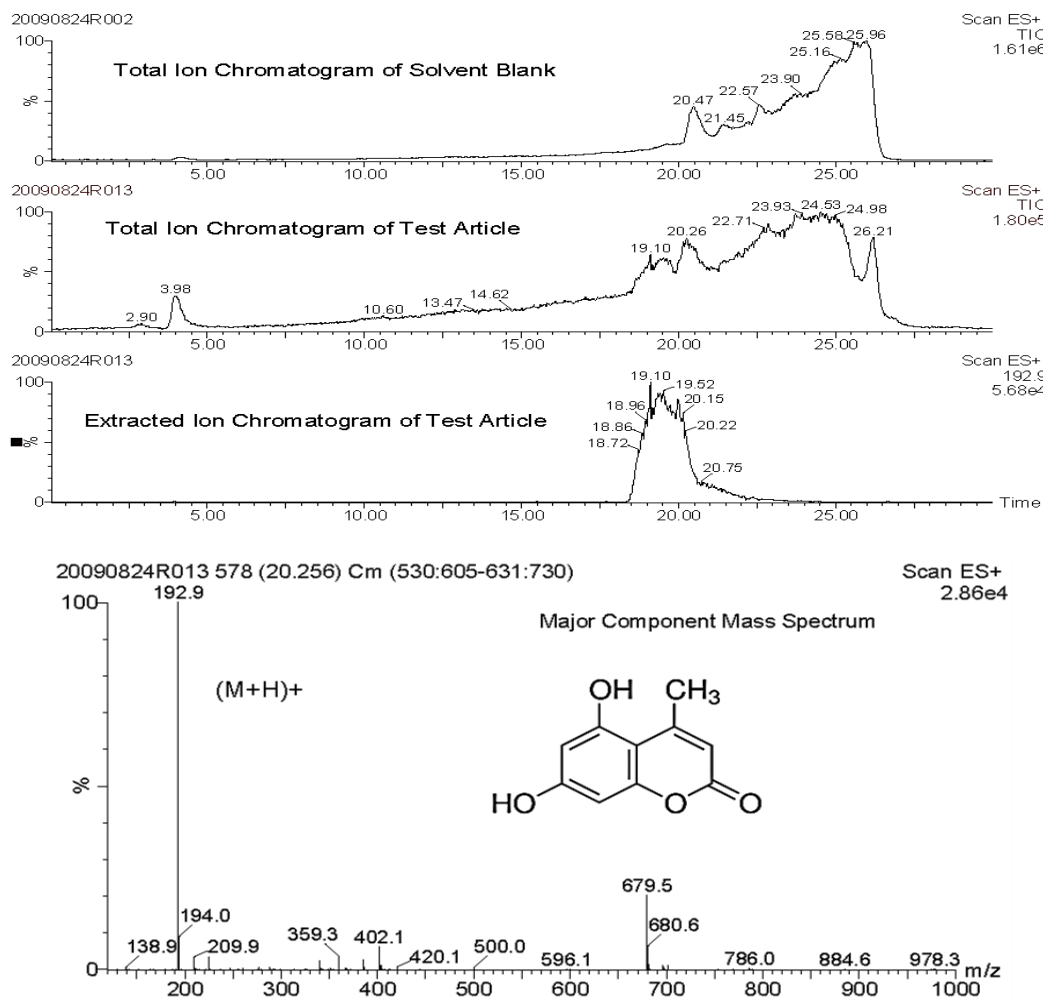 20090824R002 Scan ES+
TIC
1.61e6
100
%
0
Total Ion Chromatogram of Solvent Blank
20.47 21.45 22.57 23.90 25.16 25.58 25.96
5.00 10.00 15.00 20.00 25.00
20090824R013 Scan ES+
TIC
1.80e5
100
%
0
Total Ion Chromatogram of Test Article
2.90 3.98 10.60 13.47 14.62 19.10 20.26 22.71 23.93 24.53 24.98 26.21
5.00 10.00 15.00 20.00 25.00
20090824R013 Scan ES+
192.9
5.68e4
100
%
0
Extracted Ion Chromatogram of Test Article
18.72 18.86 18.96 19.10 19.52 20.15 20.22 20.75
Time
5.00 10.00 15.00 20.00 25.00
20090824R013 578 (20.256) Cm (530:605-631:730) Scan ES+
2.86e4
100
%
0
192.9
Major Component Mass Spectrum
(M+H)+
OH CH3
HO O O
138.9 194.0 209.9 359.3 402.1 420.1 500.0 596.1 679.5 680.6 786.0 884.6 978.3
m/z
200 300 400 500 600 700 800 900 1000